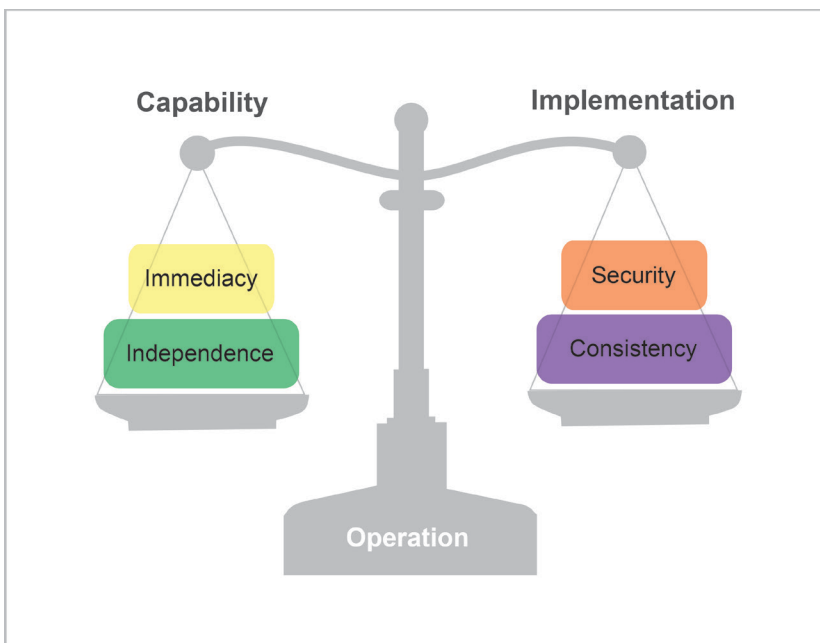 Capability
Implementation
Immediacy
Security
Independence
Consistency
Operation